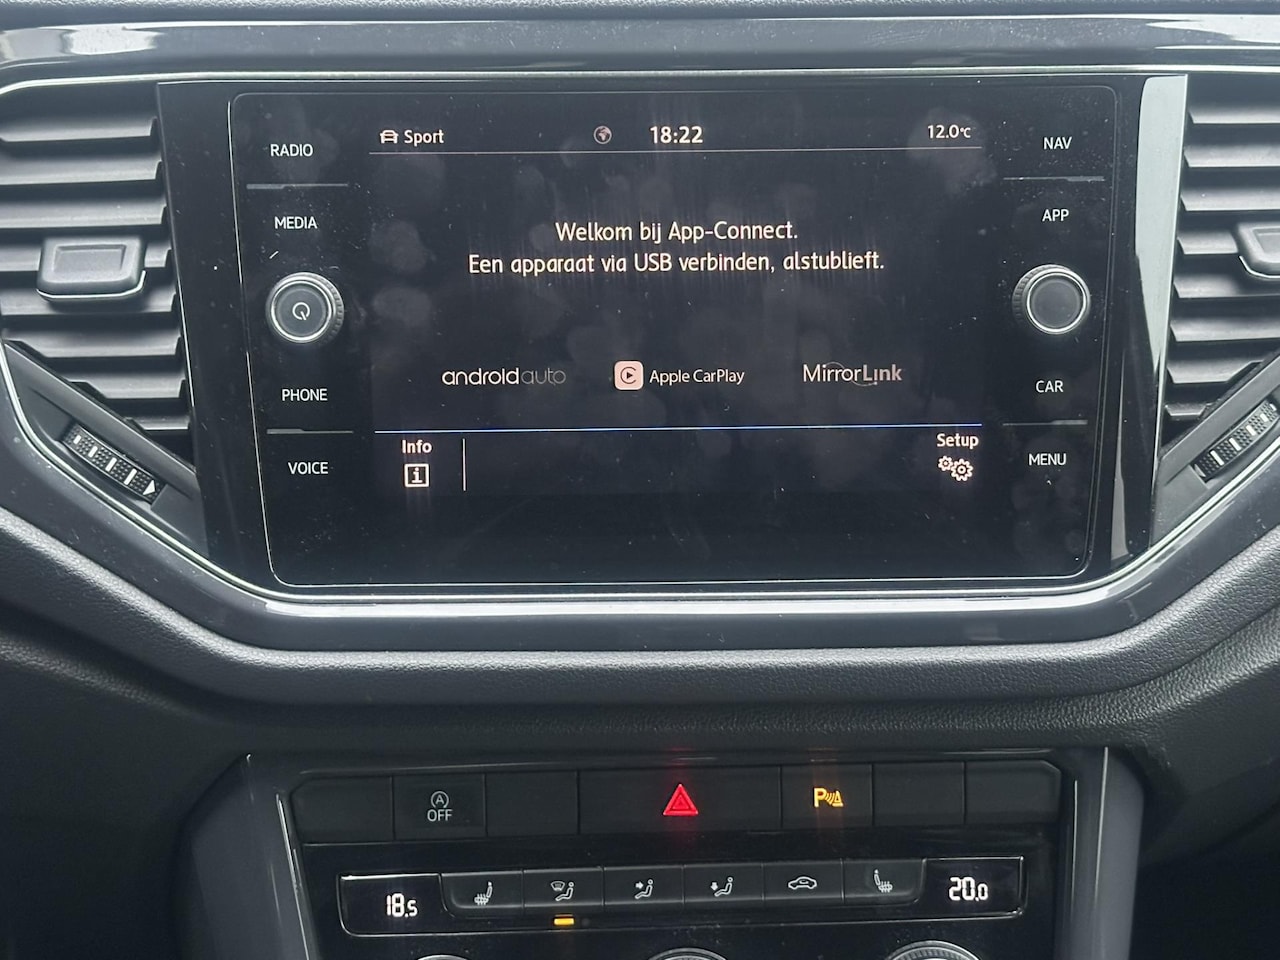 RADIO
MEDIA
PHONE
VOICE
Sport
18:22
12.0°C
Welkom bij App-Connect.
Een apparaat via USB verbinden, alstublieft.
androidauto
Apple CarPlay
MirrorLink
Info
i
Setup
NAV
APP
CAR
MENU
A
OFF
P
18.5
20.0